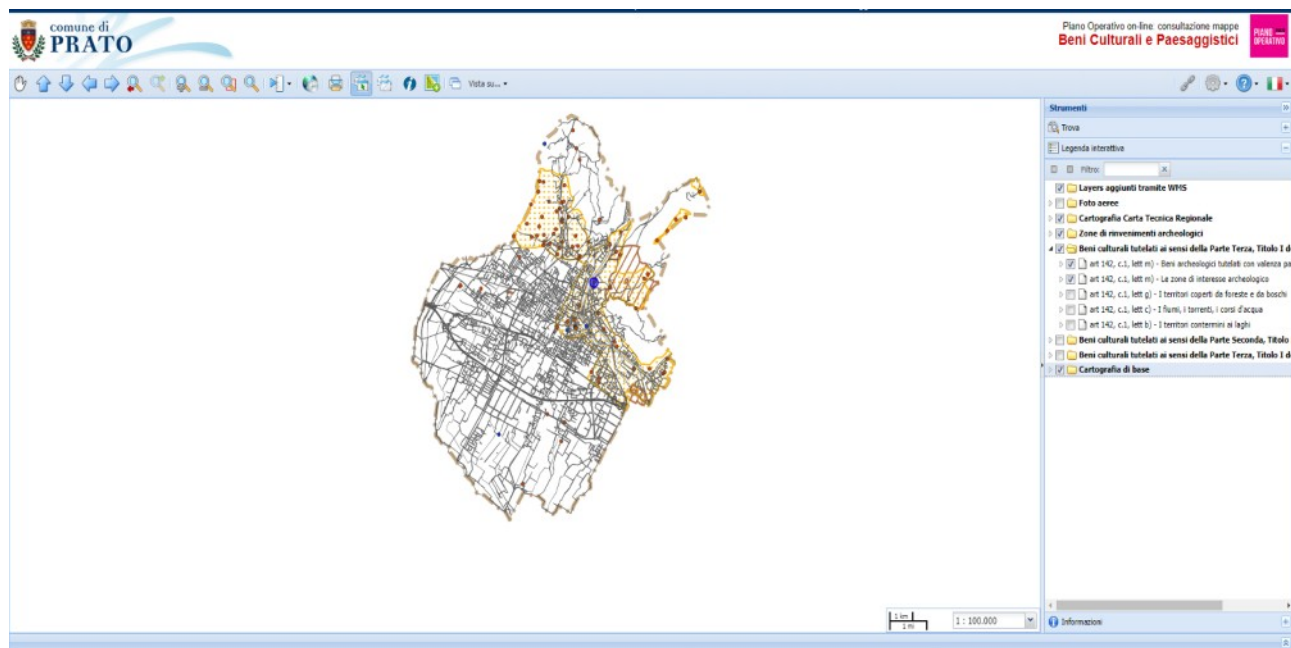 comune di
PRATO
Piano Operativo on-line: consultazione mappe
Beni Culturali e Paesaggistici
PIANO
OPERATIVO
Vista su...
Strumenti
Trova
Legenda interattiva
Filtro:
Layers aggiunti tramite WMS
Foto aeree
Cartografia Carta Tecnica Regionale
Zone di rinvenimenti archeologici
Beni culturali tutelati ai sensi della Parte Terza, Titolo I d
art 142, c.1, lett m) - Beni archeologici tutelati con valenza pa
art 142, c.1, lett m) - Le zone di interesse archeologico
art 142, c.1, lett g) - I territori coperti da foreste e da boschi
art 142, c.1, lett c) - I fiumi, i torrenti, i corsi d'acqua
art 142, c.1, lett b) - I territori contermini ai laghi
Beni culturali tutelati ai sensi della Parte Seconda, Titolo
Beni culturali tutelati ai sensi della Parte Terza, Titolo I d
Cartografia di base
1 km
1 mi
1 : 100.000
Informazioni